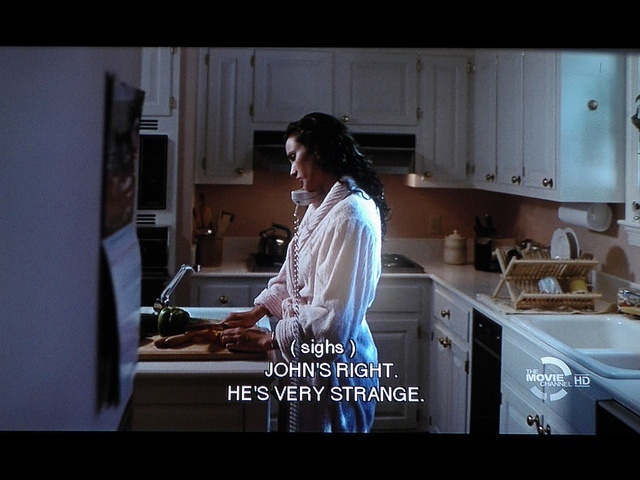 ( sighs )
JOHN'S RIGHT.
HE'S VERY STRANGE.
THE
MOVIE
CHANNEL
HD